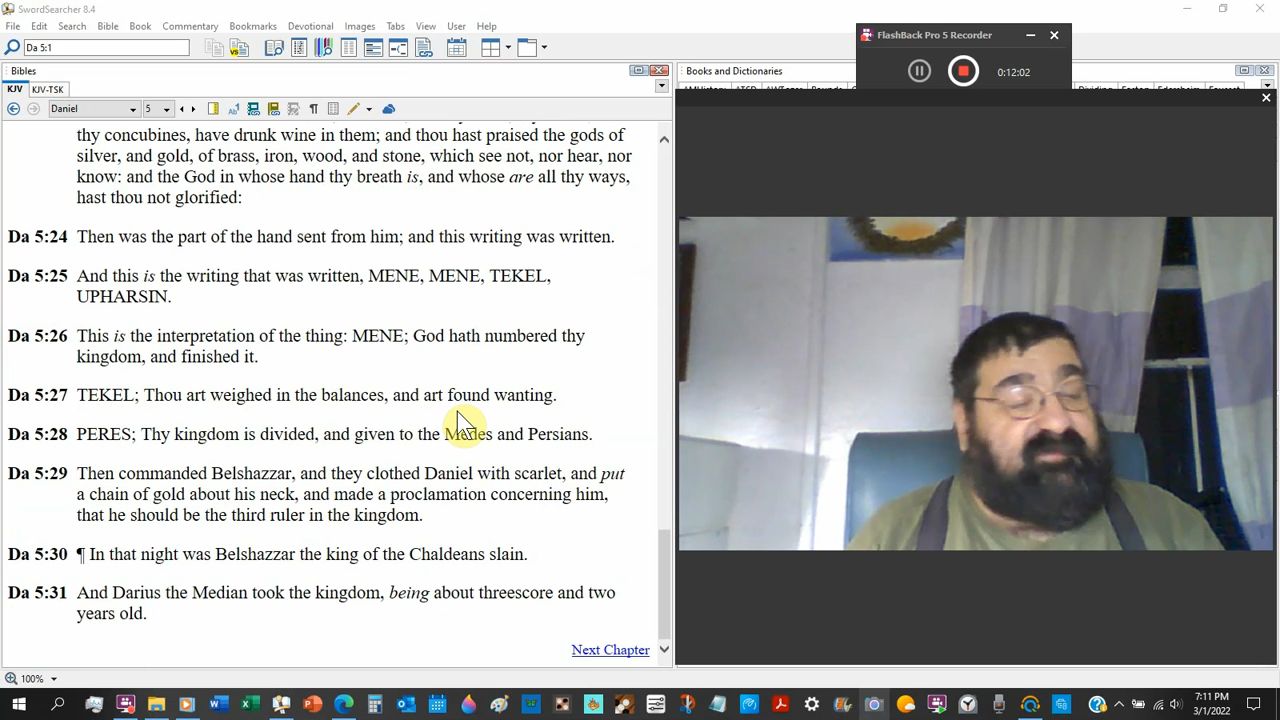 SwordSearcher 8.4
File Edit Search Bible Book Commentary Bookmarks Devotional Images Tabs View User Help
Da 5:1
FlashBack Pro 5 Recorder
0:12:02
Bibles
Books and Dictionaries
KJV KJV-TSK
Daniel 5
thy concubines, have drunk wine in them; and thou hast praised the gods of
silver, and gold, of brass, iron, wood, and stone, which see not, nor hear, nor
know: and the God in whose hand thy breath is, and whose are all thy ways,
hast thou not glorified:
Da 5:24 Then was the part of the hand sent from him; and this writing was written.
Da 5:25 And this is the writing that was written, MENE, MENE, TEKEL,
UPHARSIN.
Da 5:26 This is the interpretation of the thing: MENE; God hath numbered thy
kingdom, and finished it.
Da 5:27 TEKEL; Thou art weighed in the balances, and art found wanting.
Da 5:28 PERES; Thy kingdom is divided, and given to the Medes and Persians.
Da 5:29 Then commanded Belshazzar, and they clothed Daniel with scarlet, and put
a chain of gold about his neck, and made a proclamation concerning him,
that he should be the third ruler in the kingdom.
Da 5:30 ¶ In that night was Belshazzar the king of the Chaldeans slain.
Da 5:31 And Darius the Median took the kingdom, being about threescore and two
years old.
Next Chapter
100%
7:11 PM
3/1/2022